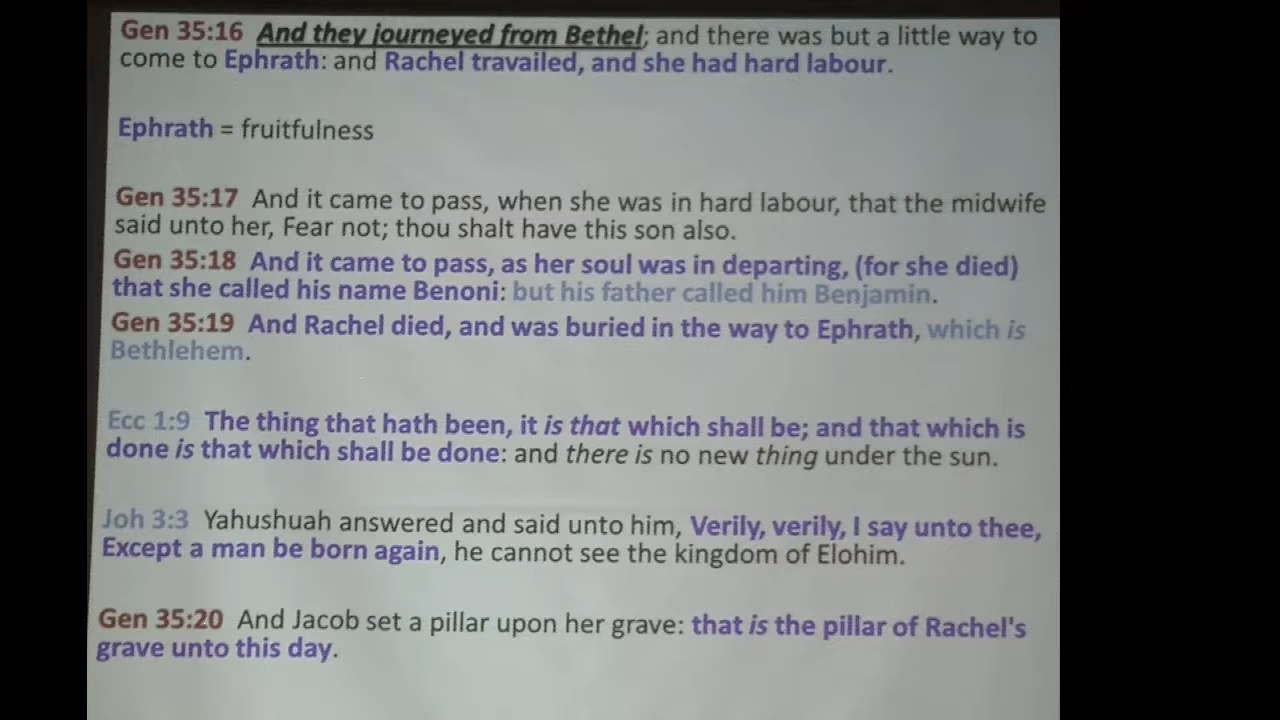 Gen 35:16  And they journeyed from Bethel; and there was but a little way to
come to Ephrath: and Rachel travailed, and she had hard labour.
Ephrath = fruitfulness
Gen 35:17  And it came to pass, when she was in hard labour, that the midwife
said unto her, Fear not; thou shalt have this son also.
Gen 35:18  And it came to pass, as her soul was in departing, (for she died)
that she called his name Benoni: but his father called him Benjamin.
Gen 35:19  And Rachel died, and was buried in the way to Ephrath, which is
Bethlehem.
Ecc 1:9  The thing that hath been, it is that which shall be; and that which is
done is that which shall be done: and there is no new thing under the sun.
Joh 3:3  Yahushuah answered and said unto him, Verily, verily, I say unto thee,
Except a man be born again, he cannot see the kingdom of Elohim.
Gen 35:20  And Jacob set a pillar upon her grave: that is the pillar of Rachel's
grave unto this day.